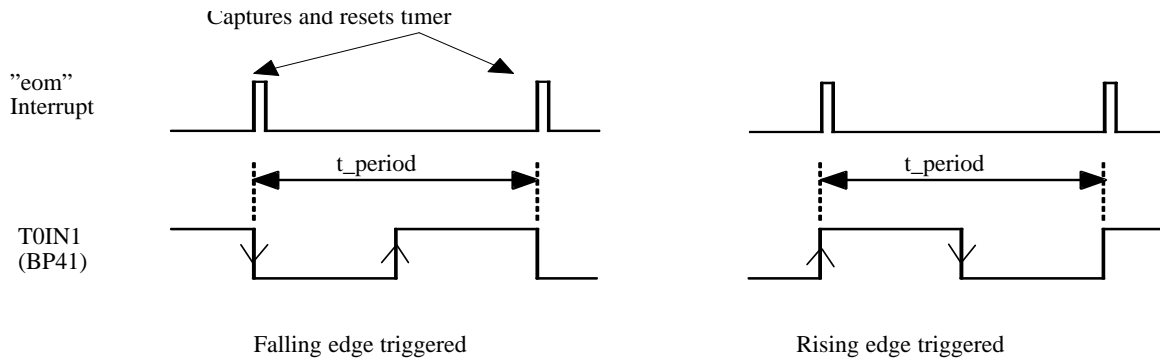 Captures and resets timer
”eom”
Interrupt
t_period
t_period
T0IN1
(BP41)
Falling edge triggered
Rising edge triggered